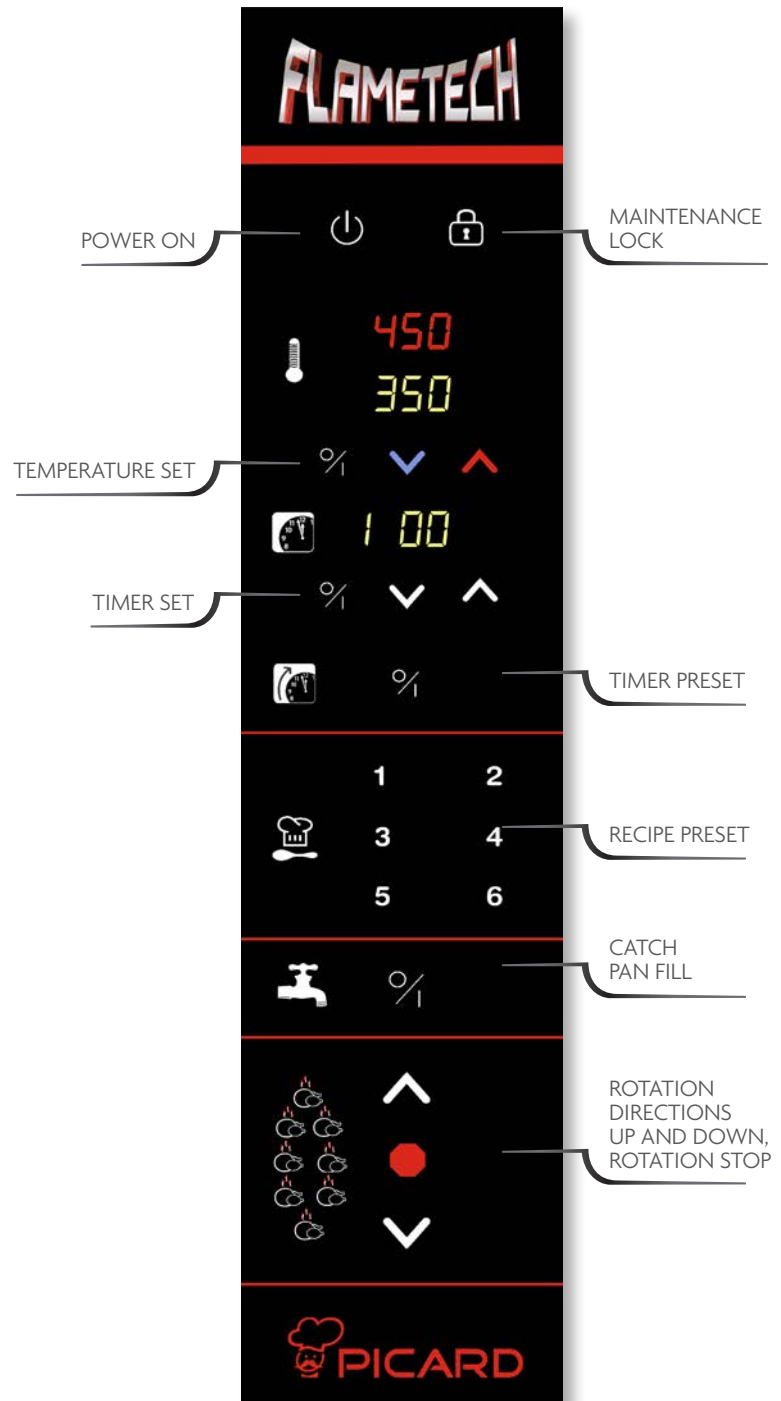 FLAMETECH
POWER ON
MAINTENANCE
LOCK
450
350
TEMPERATURE SET
1 00
TIMER SET
TIMER PRESET
1 2
3 4
5 6
RECIPE PRESET
CATCH
PAN FILL
ROTATION
DIRECTIONS
UP AND DOWN,
ROTATION STOP
PICARD